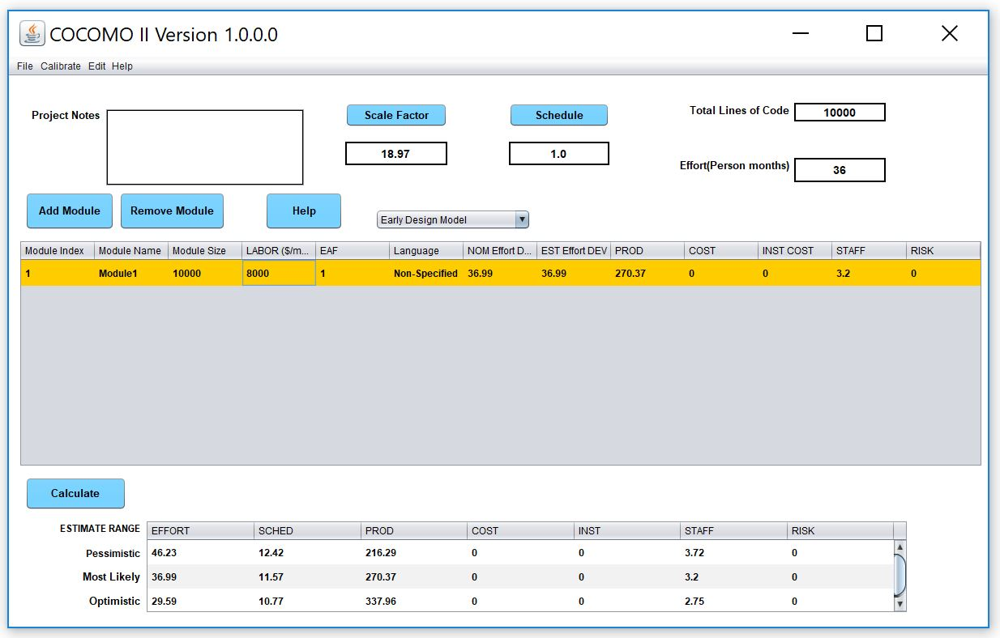 COCOMO II Version 1.0.0.0
File Calibrate Edit Help
Project Notes Scale Factor Schedule Total Lines of Code 10000
18.97 1.0 Effort(Person months) 36
Add Module Remove Module Help Early Design Model
Module Index Module Name Module Size LABOR ($/m... EAF Language NOM Effort D... EST Effort DEV PROD COST INST COST STAFF RISK
1 Module1 10000 8000 1 Non-Specified 36.99 36.99 270.37 0 0 3.2 0
Calculate
ESTIMATE RANGE EFFORT SCHED PROD COST INST STAFF RISK
Pessimistic 46.23 12.42 216.29 0 0 3.72 0
Most Likely 36.99 11.57 270.37 0 0 3.2 0
Optimistic 29.59 10.77 337.96 0 0 2.75 0